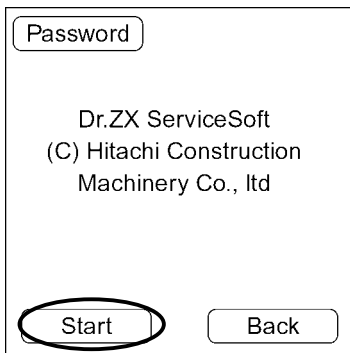 Password
Dr.ZX ServiceSoft
(C) Hitachi Construction
Machinery Co., ltd
Start
Back